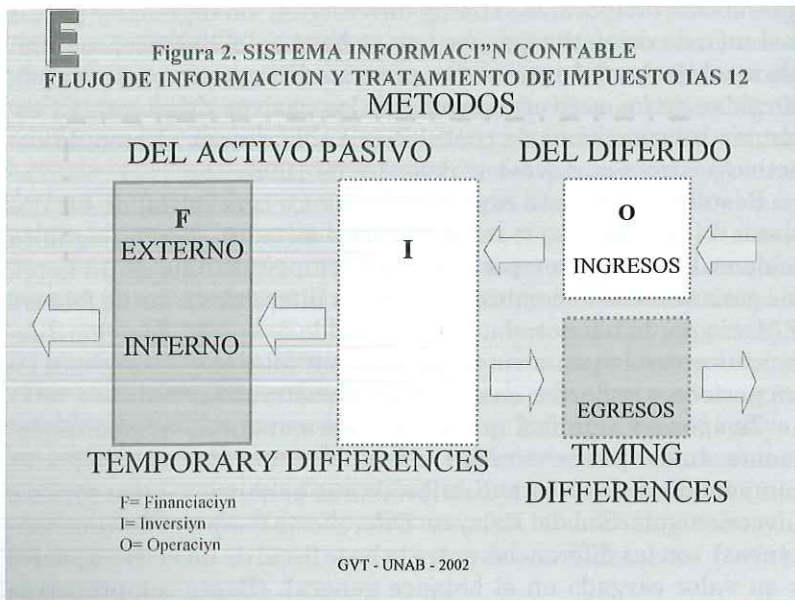 E
Figura 2. SISTEMA INFORMACI"N CONTABLE
FLUJO DE INFORMACION Y TRATAMIENTO DE IMPUESTO IAS 12
METODOS
DEL ACTIVO PASIVO DEL DIFERIDO
F
EXTERNO
INTERNO
I
O
INGRESOS
EGRESOS
TEMPORARY DIFFERENCES
TIMING
DIFFERENCES
F= Financiaciyn
I= Inversiyn
O= Operaciyn
GVT - UNAB - 2002